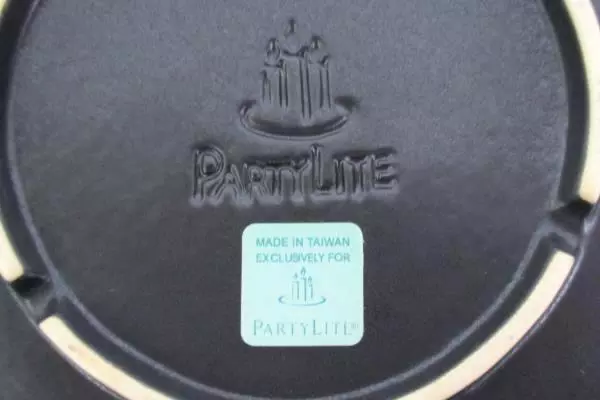 PARTYLITE
MADE IN TAIWAN
EXCLUSIVELY FOR
PARTYLITE®